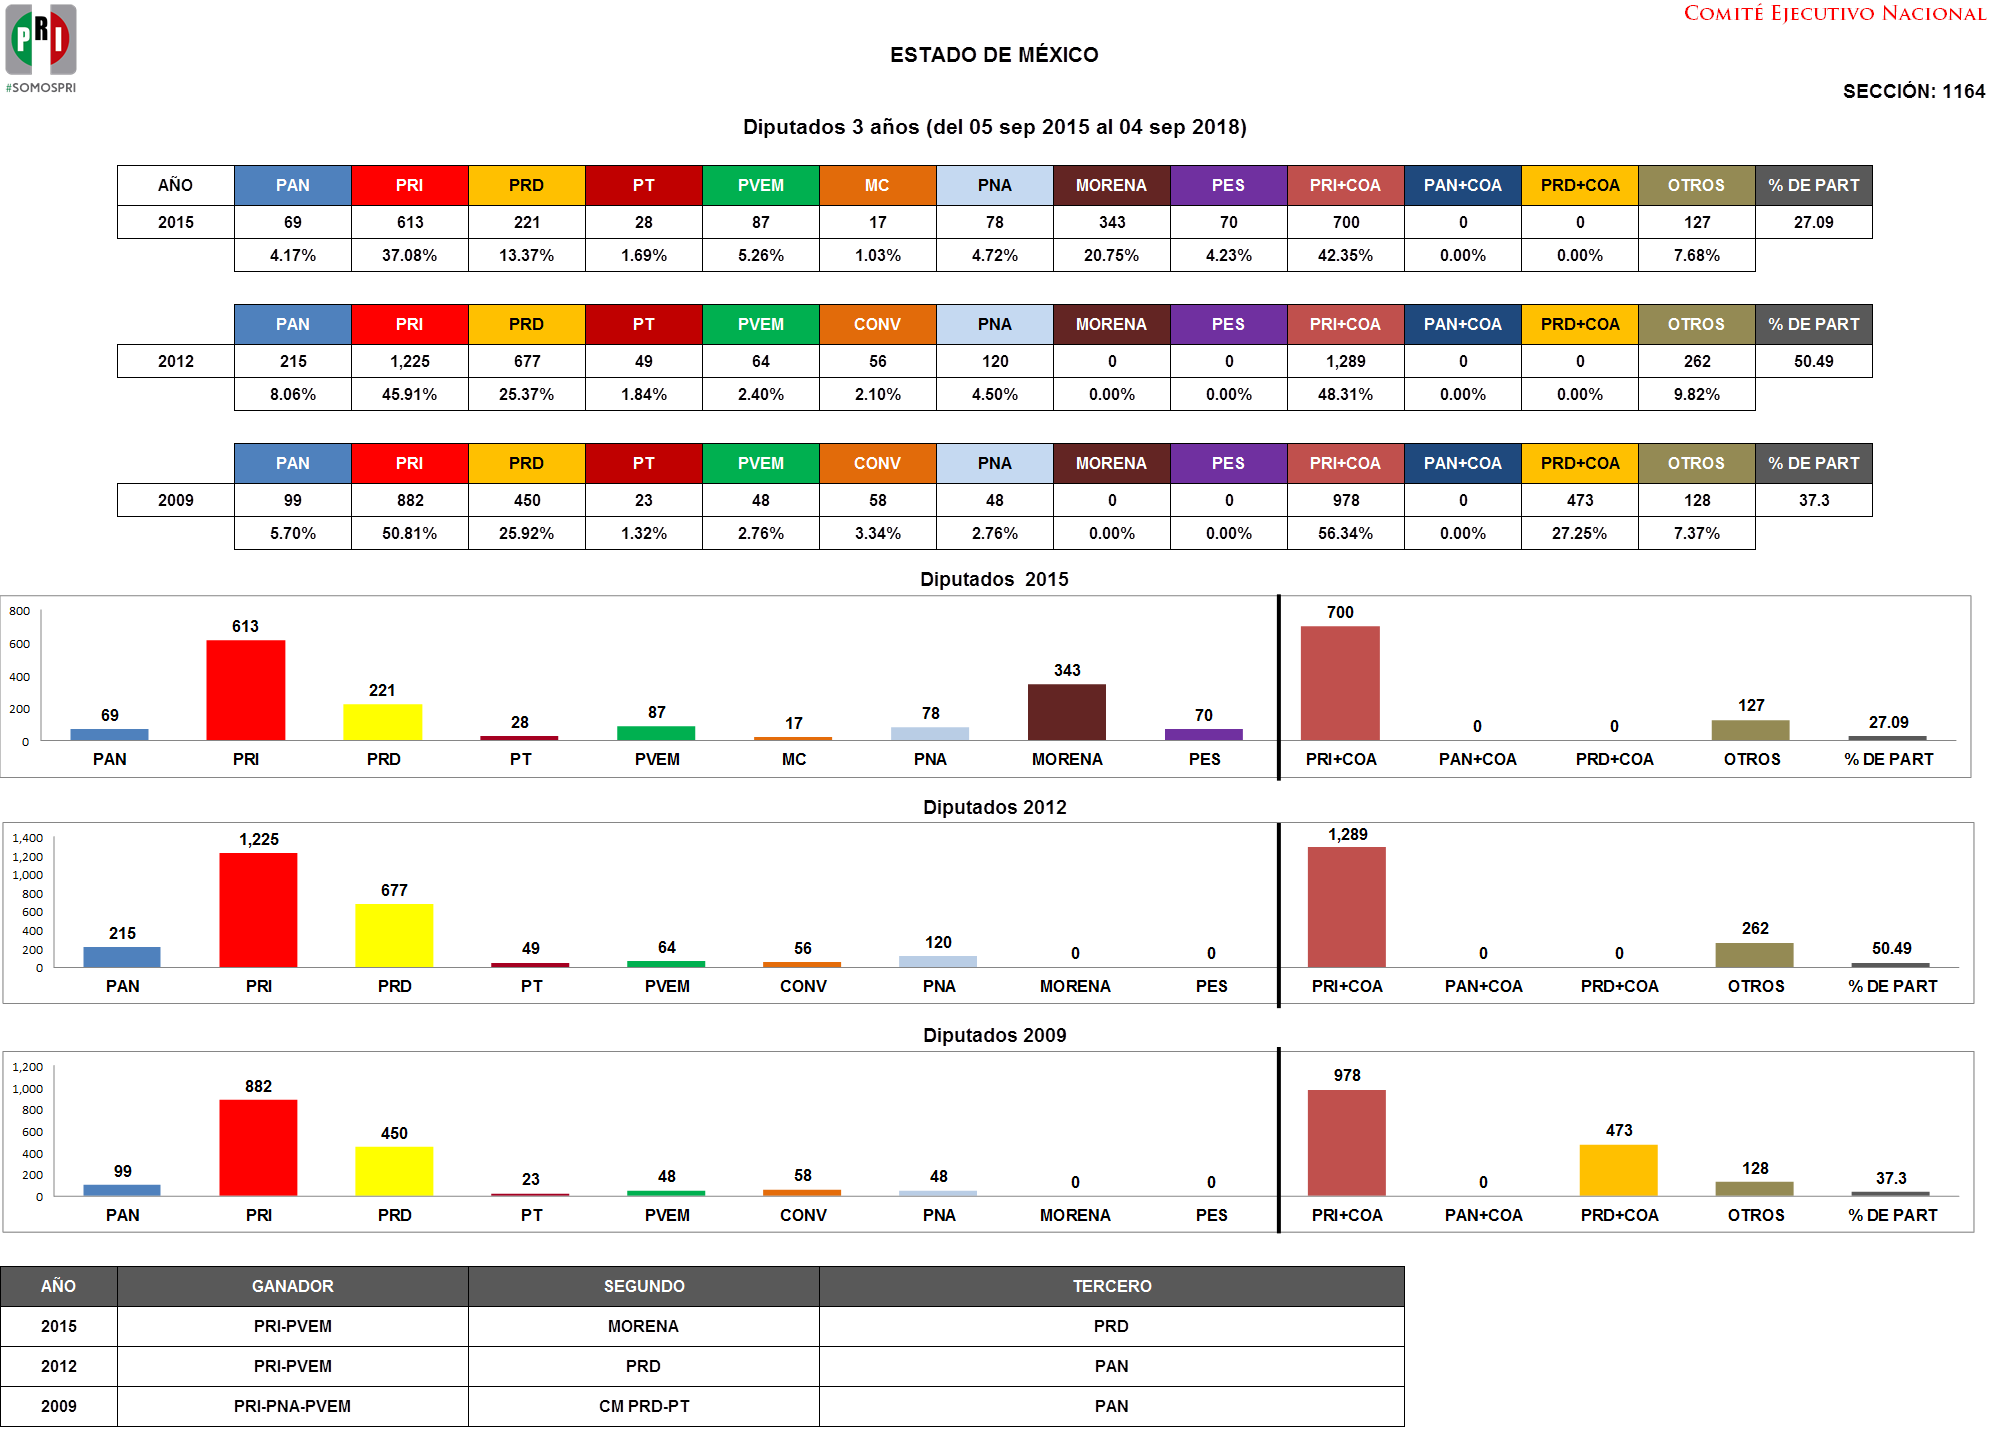 PRI
#SOMOSPRI
COMITÉ EJECUTIVO NACIONAL
ESTADO DE MÉXICO
SECCIÓN: 1164
Diputados 3 años (del 05 sep 2015 al 04 sep 2018)
AÑO PAN PRI PRD PT PVEM MC PNA MORENA PES PRI+COA PAN+COA PRD+COA OTROS % DE PART
2015 69 613 221 28 87 17 78 343 70 700 0 0 127 27.09
4.17% 37.08% 13.37% 1.69% 5.26% 1.03% 4.72% 20.75% 4.23% 42.35% 0.00% 0.00% 7.68%
PAN PRI PRD PT PVEM CONV PNA MORENA PES PRI+COA PAN+COA PRD+COA OTROS % DE PART
2012 215 1,225 677 49 64 56 120 0 0 1,289 0 0 262 50.49
8.06% 45.91% 25.37% 1.84% 2.40% 2.10% 4.50% 0.00% 0.00% 48.31% 0.00% 0.00% 9.82%
PAN PRI PRD PT PVEM CONV PNA MORENA PES PRI+COA PAN+COA PRD+COA OTROS % DE PART
2009 99 882 450 23 48 58 48 0 0 978 0 473 128 37.3
5.70% 50.81% 25.92% 1.32% 2.76% 3.34% 2.76% 0.00% 0.00% 56.34% 0.00% 27.25% 7.37%
Diputados 2015
800
600
400
200
0
69 613 221 28 87 17 78 343 70 700 0 0 127 27.09
PAN PRI PRD PT PVEM MC PNA MORENA PES PRI+COA PAN+COA PRD+COA OTROS % DE PART
Diputados 2012
1,400
1,200
1,000
800
600
400
200
0
215 1,225 677 49 64 56 120 0 0 1,289 0 0 262 50.49
PAN PRI PRD PT PVEM CONV PNA MORENA PES PRI+COA PAN+COA PRD+COA OTROS % DE PART
Diputados 2009
1,200
1,000
800
600
400
200
0
99 882 450 23 48 58 48 0 0 978 0 473 128 37.3
PAN PRI PRD PT PVEM CONV PNA MORENA PES PRI+COA PAN+COA PRD+COA OTROS % DE PART
AÑO GANADOR SEGUNDO TERCERO
2015 PRI-PVEM MORENA PRD
2012 PRI-PVEM PRD PAN
2009 PRI-PNA-PVEM CM PRD-PT PAN